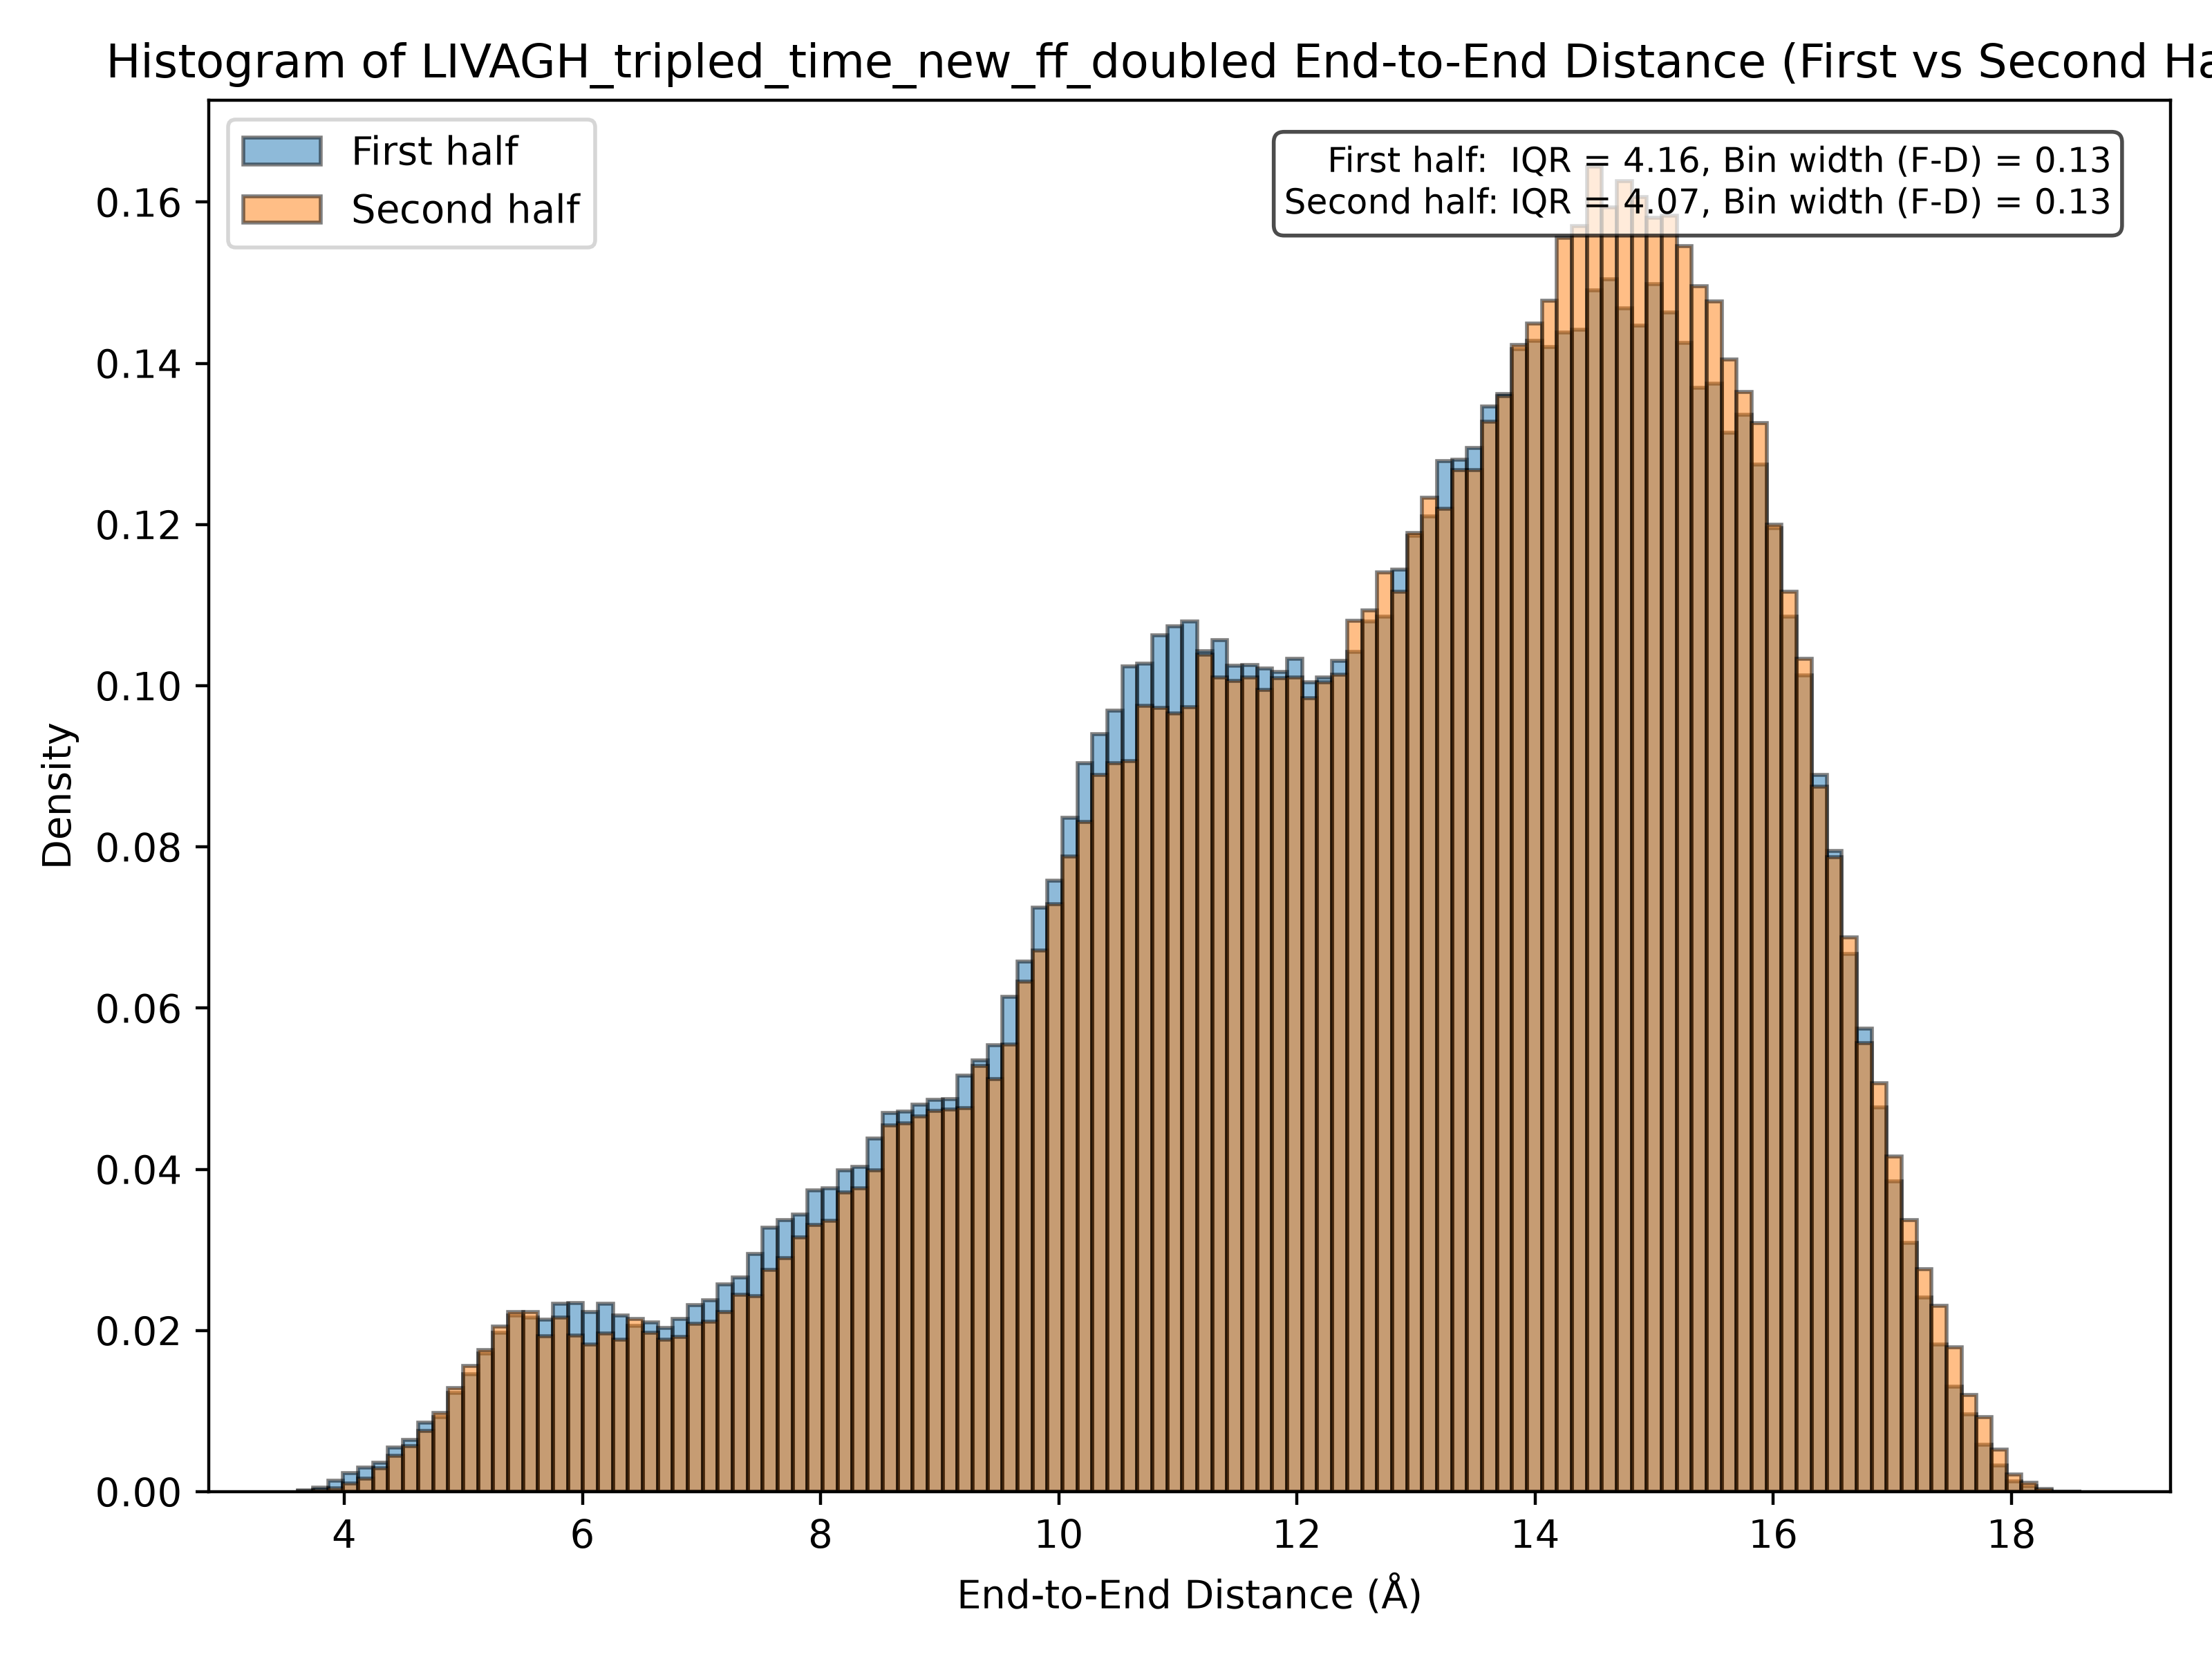 Histogram of LIVAGH_tripled_time_new_ff_doubled End-to-End Distance (First vs Second Ha
First half
Second half
First half: IQR = 4.16, Bin width (F-D) = 0.13
Second half: IQR = 4.07, Bin width (F-D) = 0.13
0.16
0.14
0.12
0.10
0.08
0.06
0.04
0.02
0.00
Density
4 6 8 10 12 14 16 18
End-to-End Distance (Å)